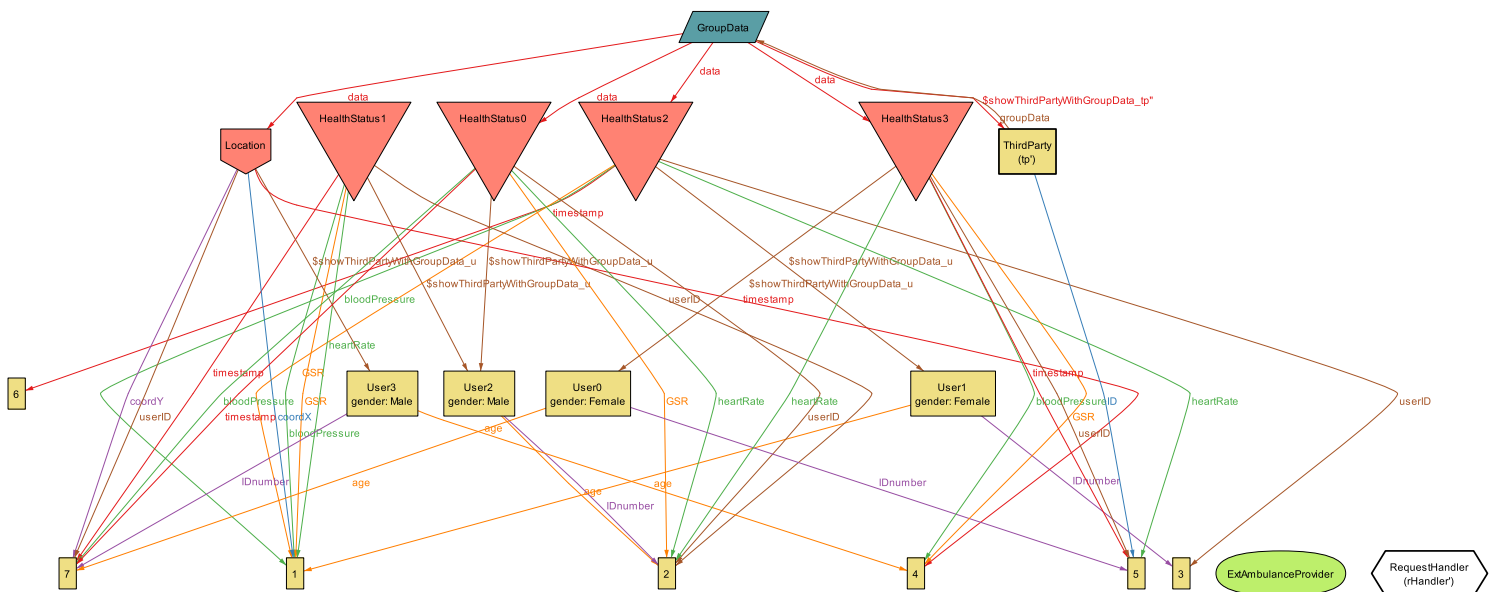 GroupData
data
data
data
data
$showThirdPartyWithGroupData_tp"
groupData
HealthStatus1
HealthStatus0
HealthStatus2
HealthStatus3
Location
ThirdParty
(tp')
timestamp
$showThirdPartyWithGroupData_u
$showThirdPartyWithGroupData_u
$showThirdPartyWithGroupData_u
$showThirdPartyWithGroupData_u
$showThirdPartyWithGroupData_u
bloodPressure
userID
timestamp
heartRate
timestamp
GSR
timestamp
6
User3
gender: Male
User2
gender: Male
User0
gender: Female
User1
gender: Female
coordY
bloodPressure
GSR
GSR
heartRate
heartRate
bloodPressure
ID
heartRate
userID
userID
timestamp
coordX
userID
GSR
bloodPressure
age
userID
IDnumber
age
age
IDnumber
age
IDnumber
IDnumber
7
1
2
4
5
3
ExtAmbulanceProvider
RequestHandler
(rHandler')